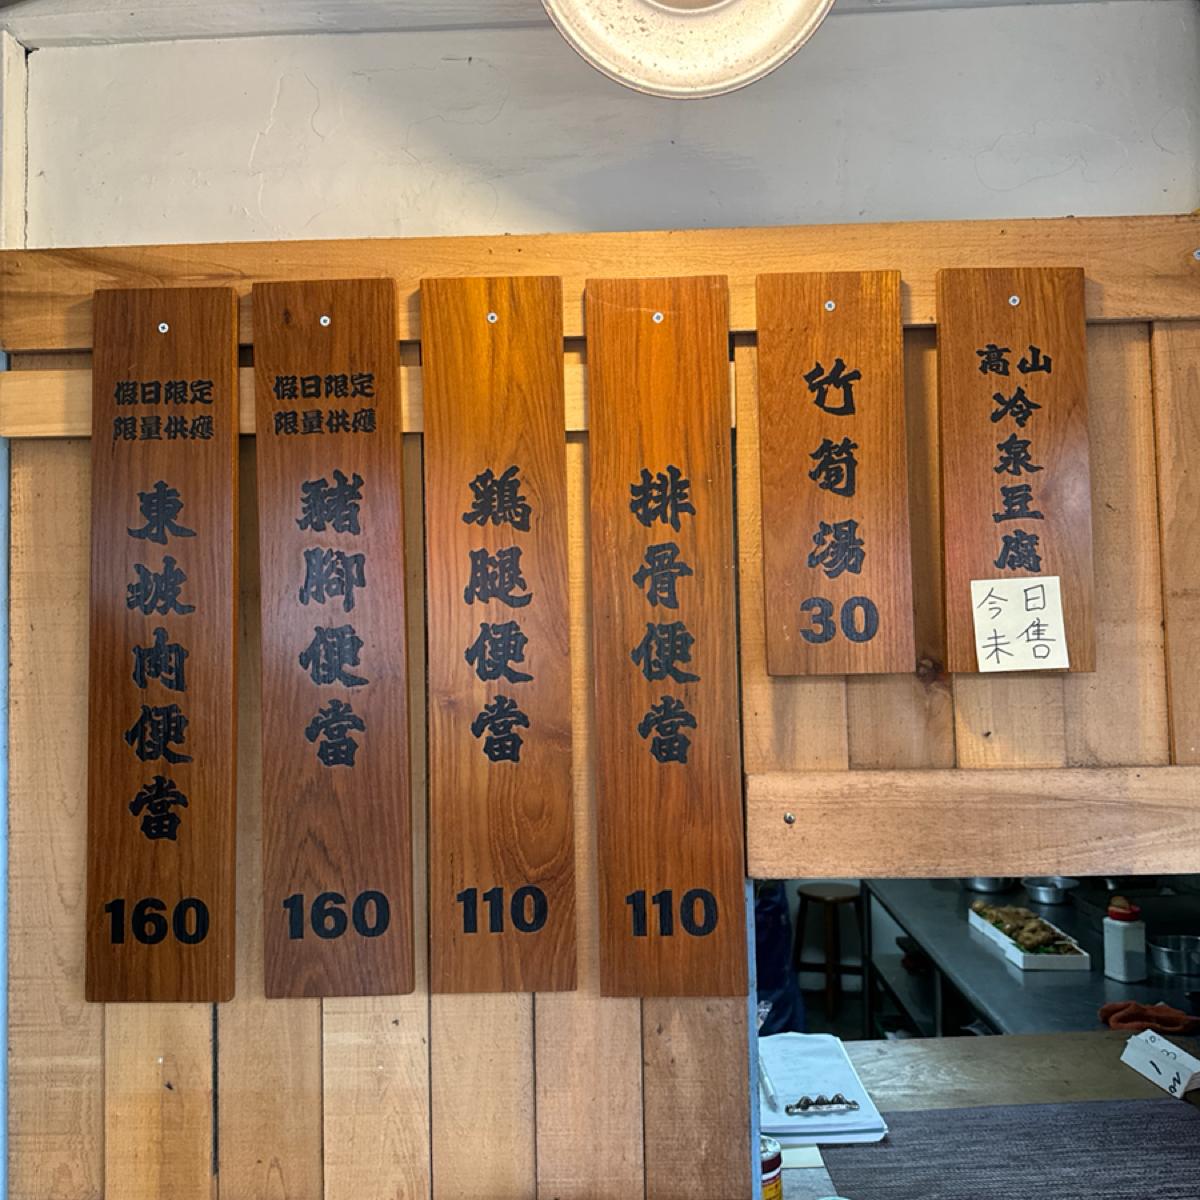 假日限定
限量供應
東坡肉便當
160
假日限定
限量供應
豬腳便當
160
鷄腿便當
110
排骨便當
110
竹筍湯
30
高山
冷泉豆腐
今日
未售